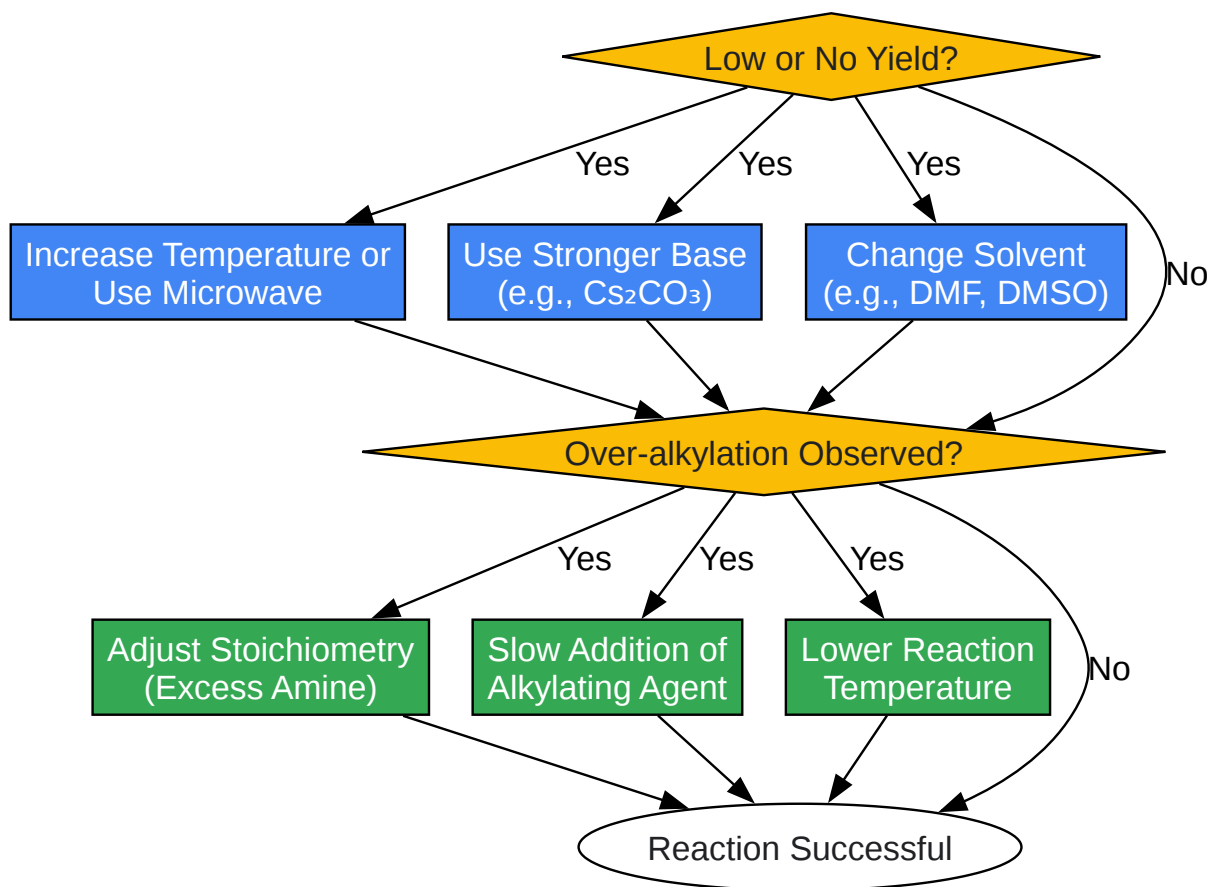 Low or No Yield?
Yes
Yes
Yes
No
Increase Temperature or
Use Microwave
Use Stronger Base
(e.g., Cs₂CO₃)
Change Solvent
(e.g., DMF, DMSO)
Over-alkylation Observed?
Yes
Yes
Yes
No
Adjust Stoichiometry
(Excess Amine)
Slow Addition of
Alkylating Agent
Lower Reaction
Temperature
Reaction Successful